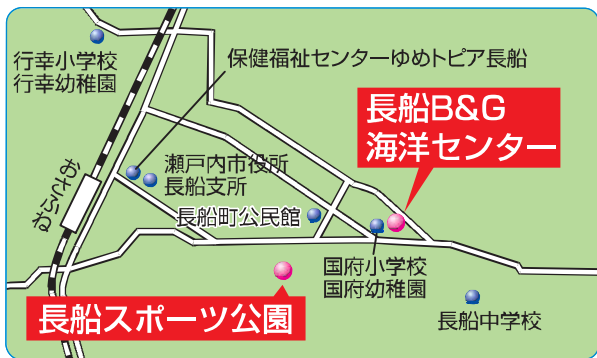 行幸小学校
行幸幼稚園
保健福祉センターゆめトピア長船
長船B&G
海洋センター
瀬戸内市役所
長船支所
おさふね
長船町公民館
国府小学校
国府幼稚園
長船スポーツ公園
長船中学校